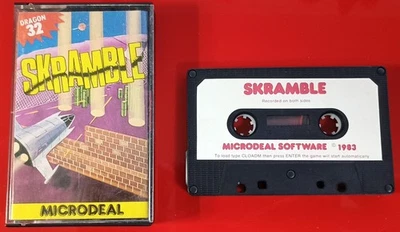 DRAGON
32
SKRAMBLE
MICRODEAL
SKRAMBLE
Recorded on both sides
MICRODEAL SOFTWARE © 1983
To load type CLOADM then press ENTER the game will start automatically